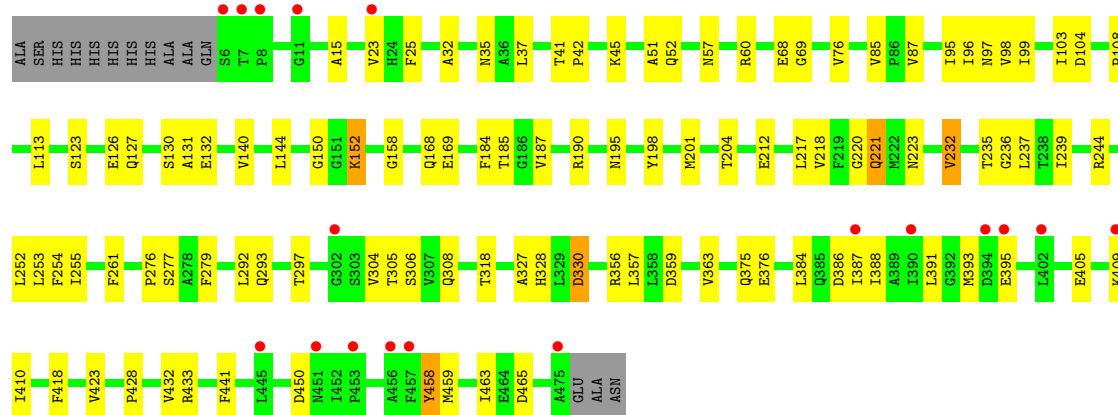 ALA SER HIS HIS HIS HIS HIS HIS ALA ALA GLN S6 T7 P8 G11 A15 V23 H24 F25 A32 N35 A36 L37 T41 P42 K45 A51 Q52 N57 R60 E68 G69 V76 V85 P86 V87 I95 I96 N97 V98 I99 I103 D104
L113 S123 E126 Q127 S130 A131 E132 V140 L144 G150 G151 K152 G158 Q168 E169 F184 T185 G186 V187 R190 N195 Y198 M201 T204 E212 L217 V218 F219 G220 Q221 M222 N223 V232 T235 G236 L237 T238 I239 R244
L252 L253 F254 I255 F261 P276 S277 A278 F279 L292 Q293 T297 G302 S303 V304 T305 S306 V307 Q308 T318 A327 H328 L329 D330 R356 L357 L358 D359 V363 Q375 E376 L384 Q385 D386 I387 I388 A389 I390 L391 G392 M393 D394 E395 L402 E405 K409
I410 F418 V423 P428 V432 R433 F441 L445 D450 N451 I452 P453 A456 F457 Y458 M459 I463 E464 D465 A475 GLU ALA ASN